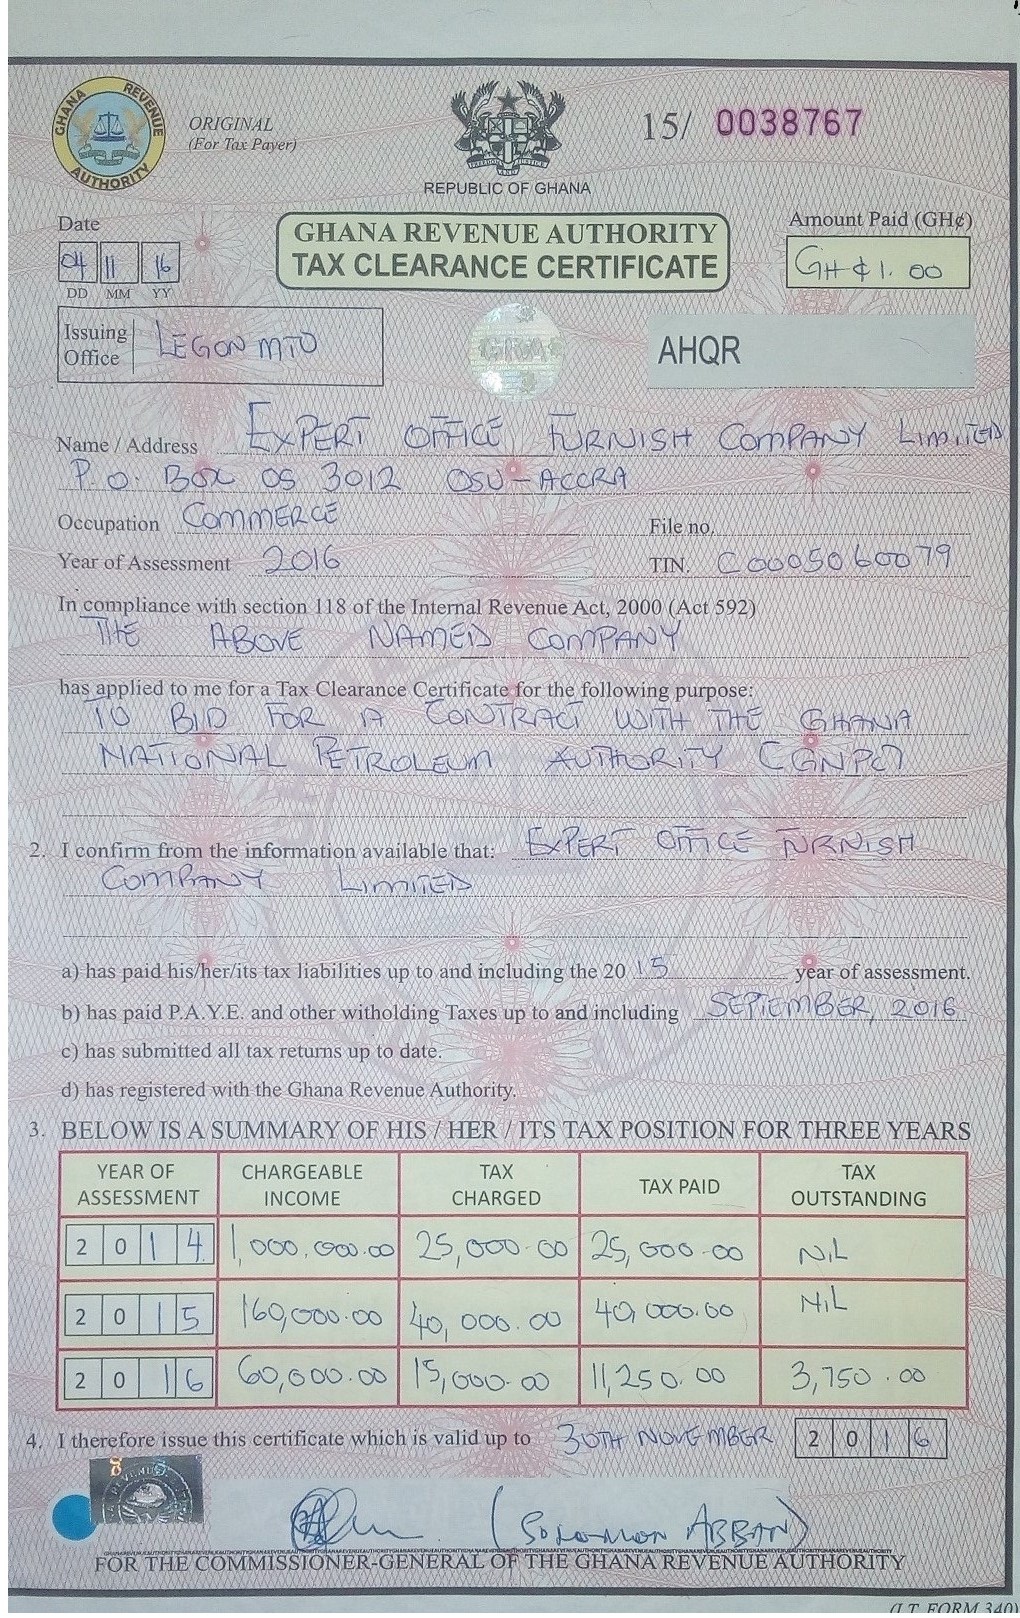 GHANA REVENUE AUTHORITY
ORIGINAL
(For Tax Payer)
FREEDOM AND JUSTICE
REPUBLIC OF GHANA
15/ 0038767
Date
04 11 16
DD MM YY
GHANA REVENUE AUTHORITY
TAX CLEARANCE CERTIFICATE
Amount Paid (GH¢)
GH¢1.00
Issuing Office LEGON MTO
GRA
AHQR
Name / Address EXPERT OFFICE FURNISH COMPANY LIMITED
P.O. BOX OS 3012 OSU-ACCRA
Occupation COMMERCE File no.
Year of Assessment 2016 TIN. C0005060079
In compliance with section 118 of the Internal Revenue Act, 2000 (Act 592)
THE ABOVE NAMED COMPANY
has applied to me for a Tax Clearance Certificate for the following purpose:
TO BID FOR A CONTRACT WITH THE GHANA
NATIONAL PETROLEUM AUTHORITY (GNPC)
2. I confirm from the information available that: EXPERT OFFICE FURNISH
COMPANY LIMITED
a) has paid his/her/its tax liabilities up to and including the 20 15 year of assessment.
b) has paid P.A.Y.E. and other witholding Taxes up to and including SEPTEMBER, 2016
c) has submitted all tax returns up to date.
d) has registered with the Ghana Revenue Authority.
3. BELOW IS A SUMMARY OF HIS / HER / ITS TAX POSITION FOR THREE YEARS
YEAR OF ASSESSMENT CHARGEABLE INCOME TAX CHARGED TAX PAID TAX OUTSTANDING
2014 1,000,000.00 25,000.00 25,000.00 NIL
2015 160,000.00 40,000.00 40,000.00 NIL
2016 60,000.00 15,000.00 11,250.00 3,750.00
4. I therefore issue this certificate which is valid up to 30TH NOVEMBER 2016
(SOLOMON ABBAN)
FOR THE COMMISSIONER-GENERAL OF THE GHANA REVENUE AUTHORITY
(I.T. FORM 340)